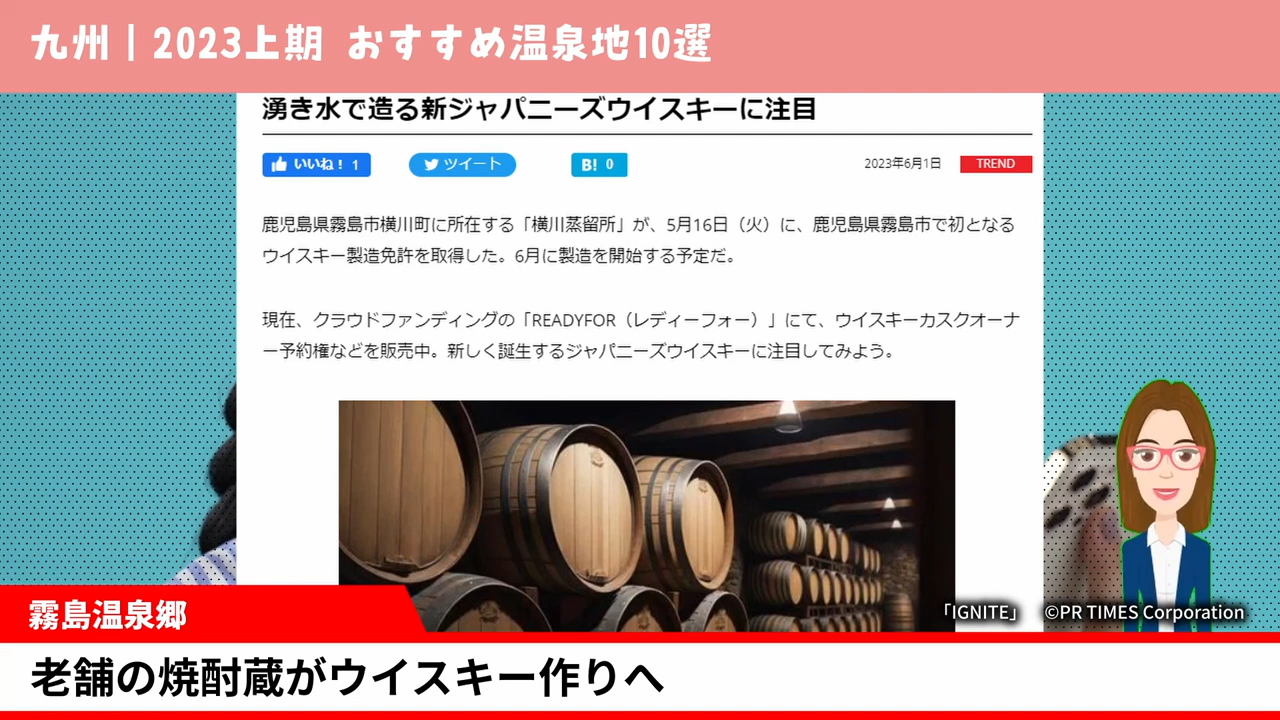 九州｜2023上期 おすすめ温泉地10選
湧き水で造る新ジャパニーズウイスキーに注目
いいね！ 1
ツイート
B! 0
2023年6月1日
TREND
鹿児島県霧島市横川町に所在する「横川蒸留所」が、5月16日（火）に、鹿児島県霧島市で初となる
ウイスキー製造免許を取得した。6月に製造を開始する予定だ。
現在、クラウドファンディングの「READYFOR（レディーフォー）」にて、ウイスキーカスクオーナ
ー予約権などを販売中。新しく誕生するジャパニーズウイスキーに注目してみよう。
「IGNITE」 ©PR TIMES Corporation
霧島温泉郷
老舗の焼酎蔵がウイスキー作りへ